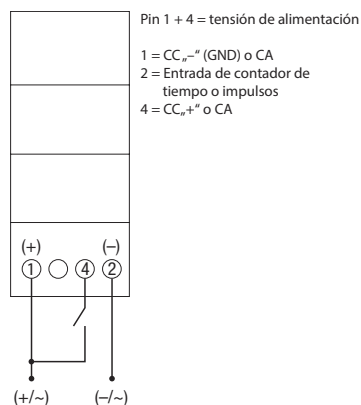 Pin 1 + 4 = tensión de alimentación
1 = CC „–“ (GND) o CA
2 = Entrada de contador de
tiempo o impulsos
4 = CC „+“ o CA
(+) (–)
1 4 2
(+/~) (–/~)